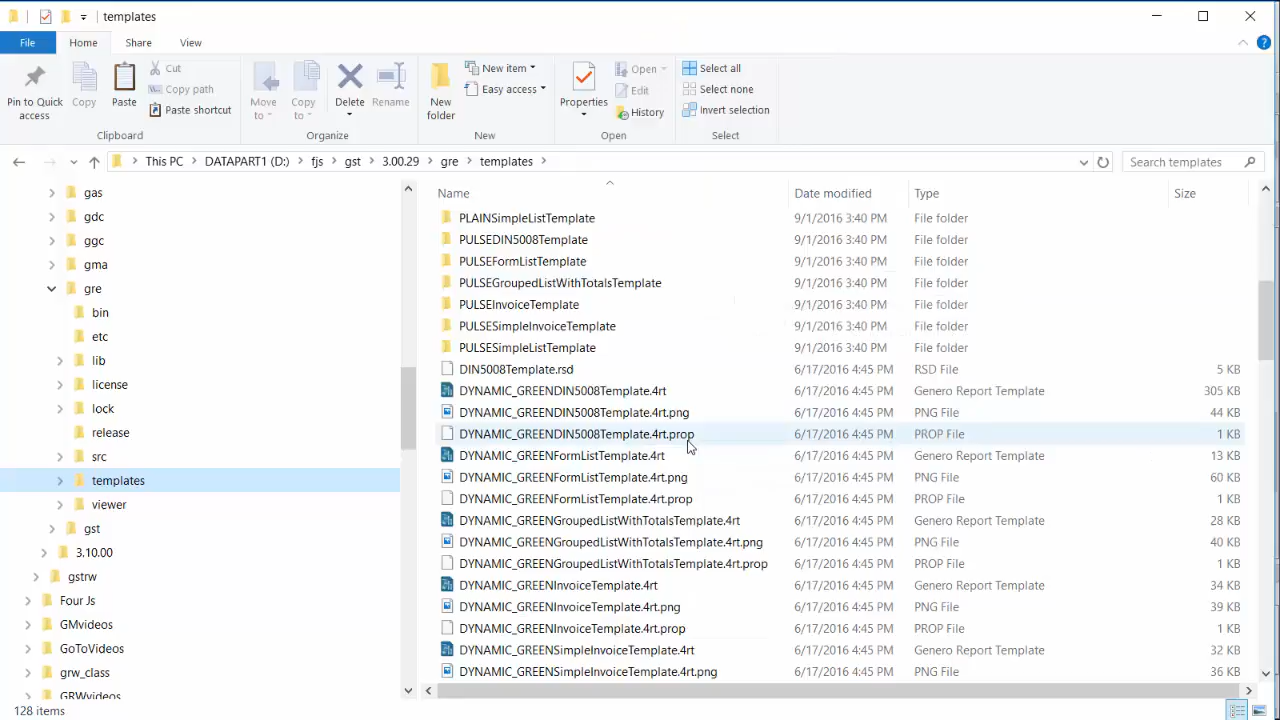 templates
File
Home
Share
View
Pin to Quick access
Copy
Paste
Cut
Copy path
Paste shortcut
Clipboard
Move to
Copy to
Delete
Rename
Organize
New folder
New item
Easy access
New
Properties
Open
Edit
History
Open
Select all
Select none
Invert selection
Select
This PC > DATAPART1 (D:) > fjs > gst > 3.00.29 > gre > templates >
Search templates
gas
gdc
ggc
gma
gre
bin
etc
lib
license
lock
release
src
templates
viewer
gst
3.10.00
gstrw
Four Js
GMvideos
GoToVideos
grw_class
GRWvideos
Name Date modified Type Size
PLAINSimpleListTemplate 9/1/2016 3:40 PM File folder
PULSEDIN5008Template 9/1/2016 3:40 PM File folder
PULSEFormListTemplate 9/1/2016 3:40 PM File folder
PULSEGroupedListWithTotalsTemplate 9/1/2016 3:40 PM File folder
PULSEInvoiceTemplate 9/1/2016 3:40 PM File folder
PULSESimpleInvoiceTemplate 9/1/2016 3:40 PM File folder
PULSESimpleListTemplate 9/1/2016 3:40 PM File folder
DIN5008Template.rsd 6/17/2016 4:45 PM RSD File 5 KB
DYNAMIC_GREENDIN5008Template.4rt 6/17/2016 4:45 PM Genero Report Template 305 KB
DYNAMIC_GREENDIN5008Template.4rt.png 6/17/2016 4:45 PM PNG File 44 KB
DYNAMIC_GREENDIN5008Template.4rt.prop 6/17/2016 4:45 PM PROP File 1 KB
DYNAMIC_GREENFormListTemplate.4rt 6/17/2016 4:45 PM Genero Report Template 13 KB
DYNAMIC_GREENFormListTemplate.4rt.png 6/17/2016 4:45 PM PNG File 60 KB
DYNAMIC_GREENFormListTemplate.4rt.prop 6/17/2016 4:45 PM PROP File 1 KB
DYNAMIC_GREENGroupedListWithTotalsTemplate.4rt 6/17/2016 4:45 PM Genero Report Template 28 KB
DYNAMIC_GREENGroupedListWithTotalsTemplate.4rt.png 6/17/2016 4:45 PM PNG File 40 KB
DYNAMIC_GREENGroupedListWithTotalsTemplate.4rt.prop 6/17/2016 4:45 PM PROP File 1 KB
DYNAMIC_GREENInvoiceTemplate.4rt 6/17/2016 4:45 PM Genero Report Template 34 KB
DYNAMIC_GREENInvoiceTemplate.4rt.png 6/17/2016 4:45 PM PNG File 39 KB
DYNAMIC_GREENInvoiceTemplate.4rt.prop 6/17/2016 4:45 PM PROP File 1 KB
DYNAMIC_GREENSimpleInvoiceTemplate.4rt 6/17/2016 4:45 PM Genero Report Template 32 KB
DYNAMIC_GREENSimpleInvoiceTemplate.4rt.png 6/17/2016 4:45 PM PNG File 36 KB
128 items